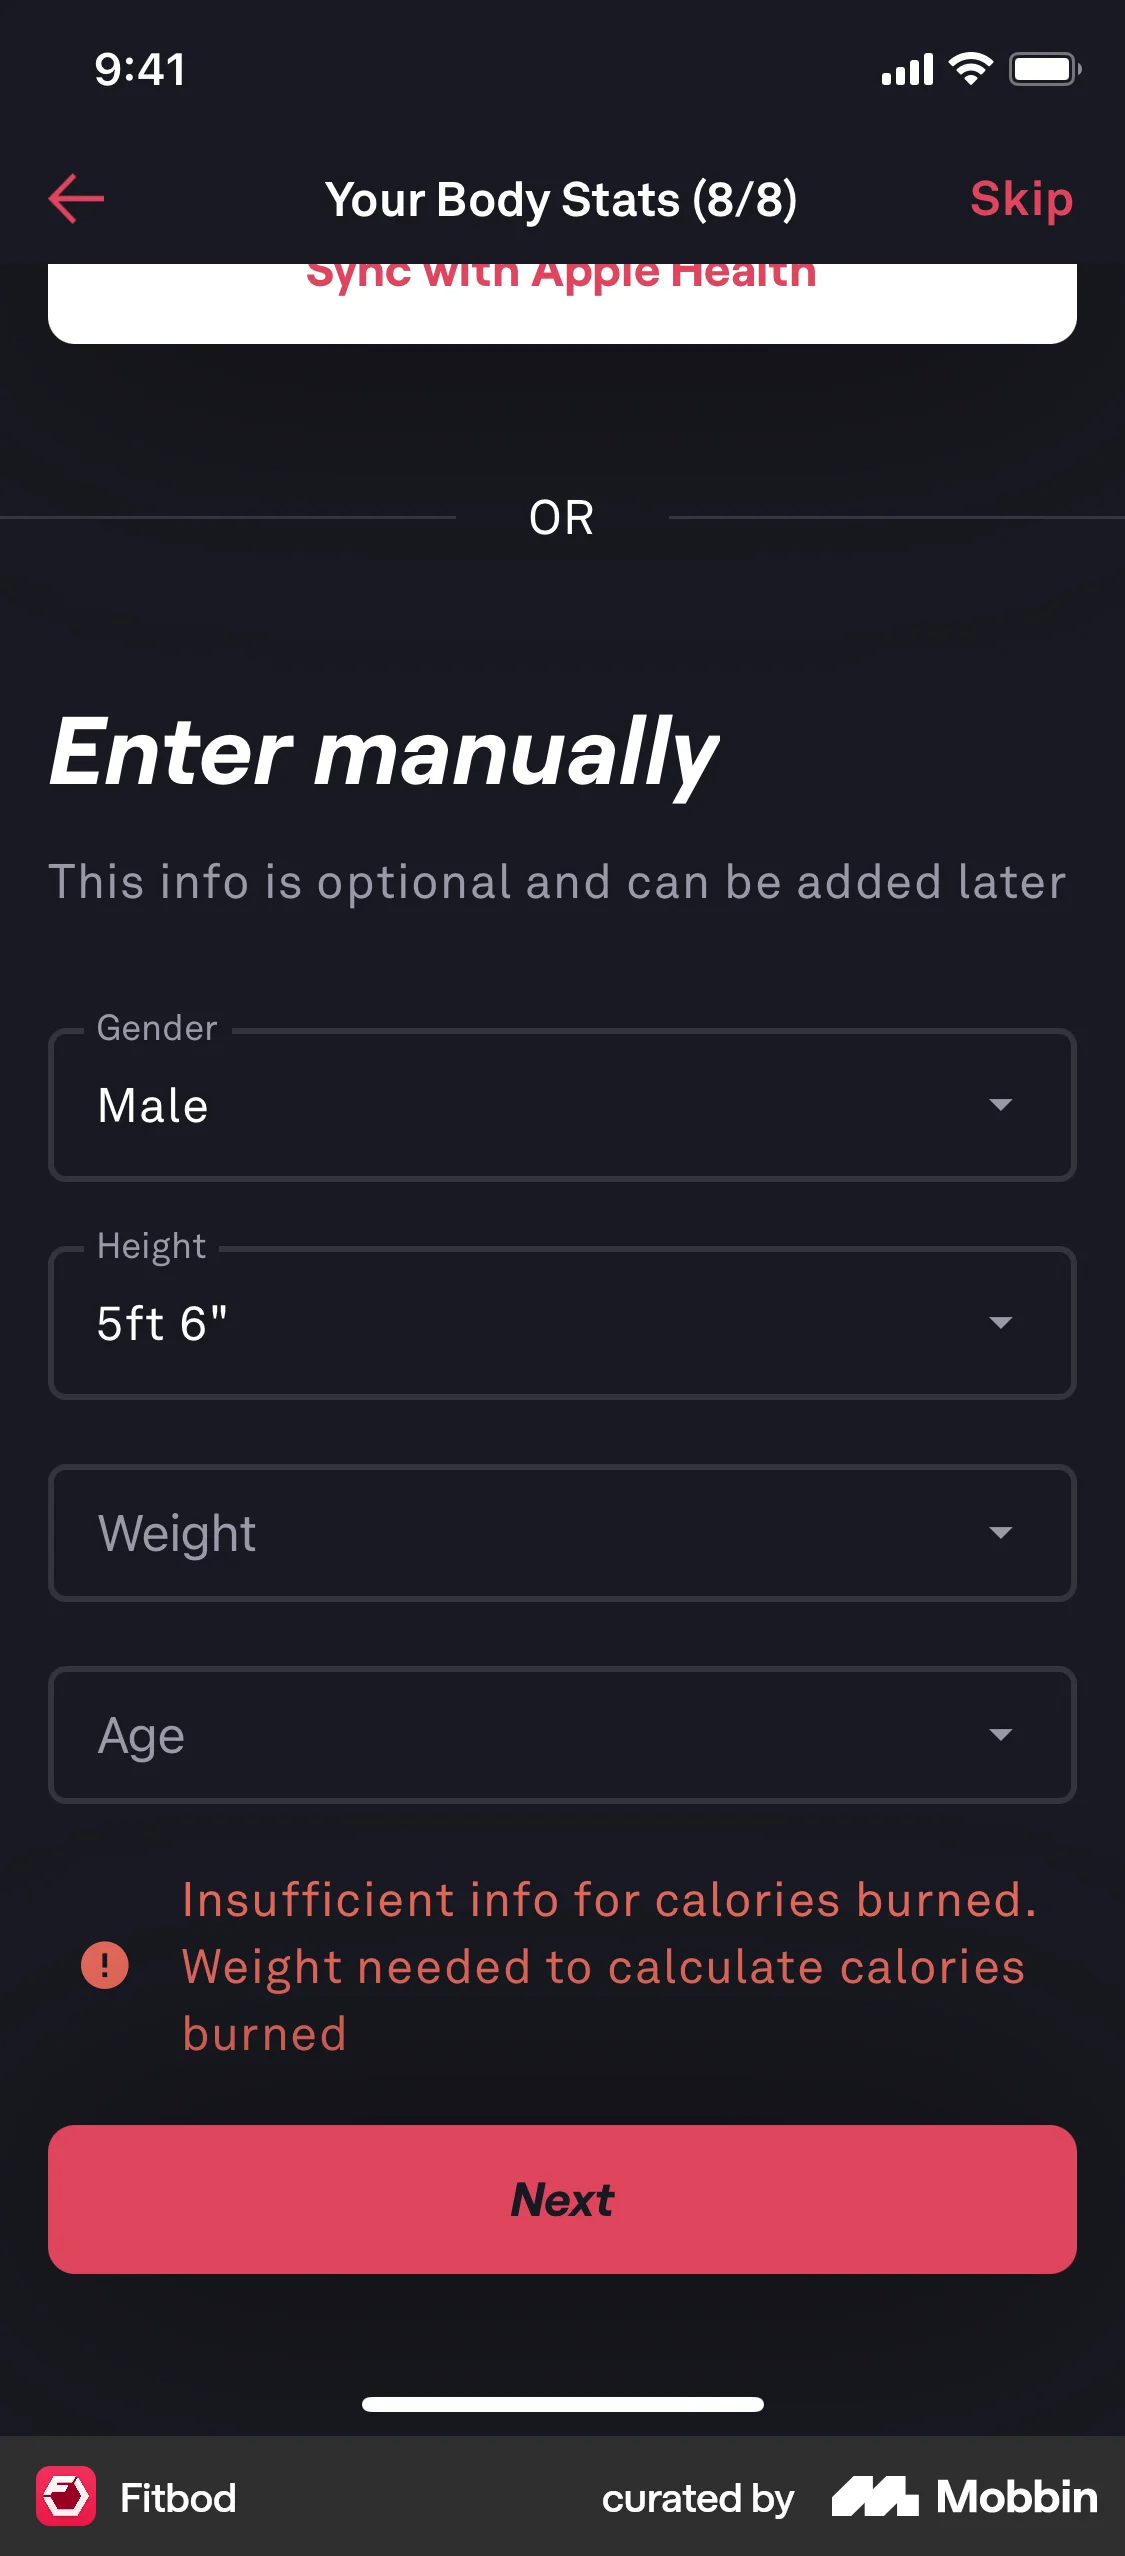 9:41
Your Body Stats (8/8)
Skip
Sync with Apple Health
OR
Enter manually
This info is optional and can be added later
Gender
Male
Height
5ft 6"
Weight
Age
Insufficient info for calories burned.
Weight needed to calculate calories
burned
Next
Fitbod
curated by
Mobbin